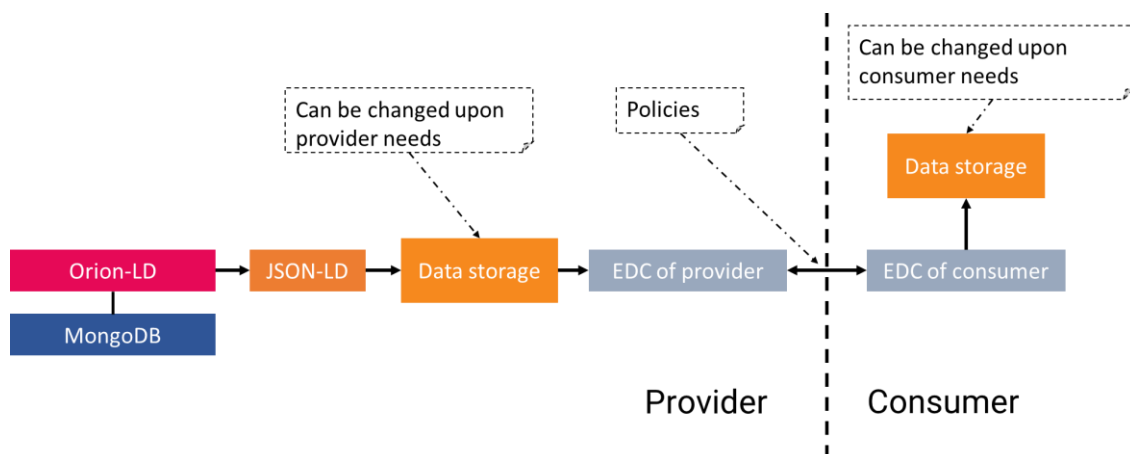 Can be changed upon
consumer needs
Can be changed upon
provider needs
Policies
Data storage
Orion-LD
JSON-LD
Data storage
EDC of provider
EDC of consumer
MongoDB
Provider
Consumer